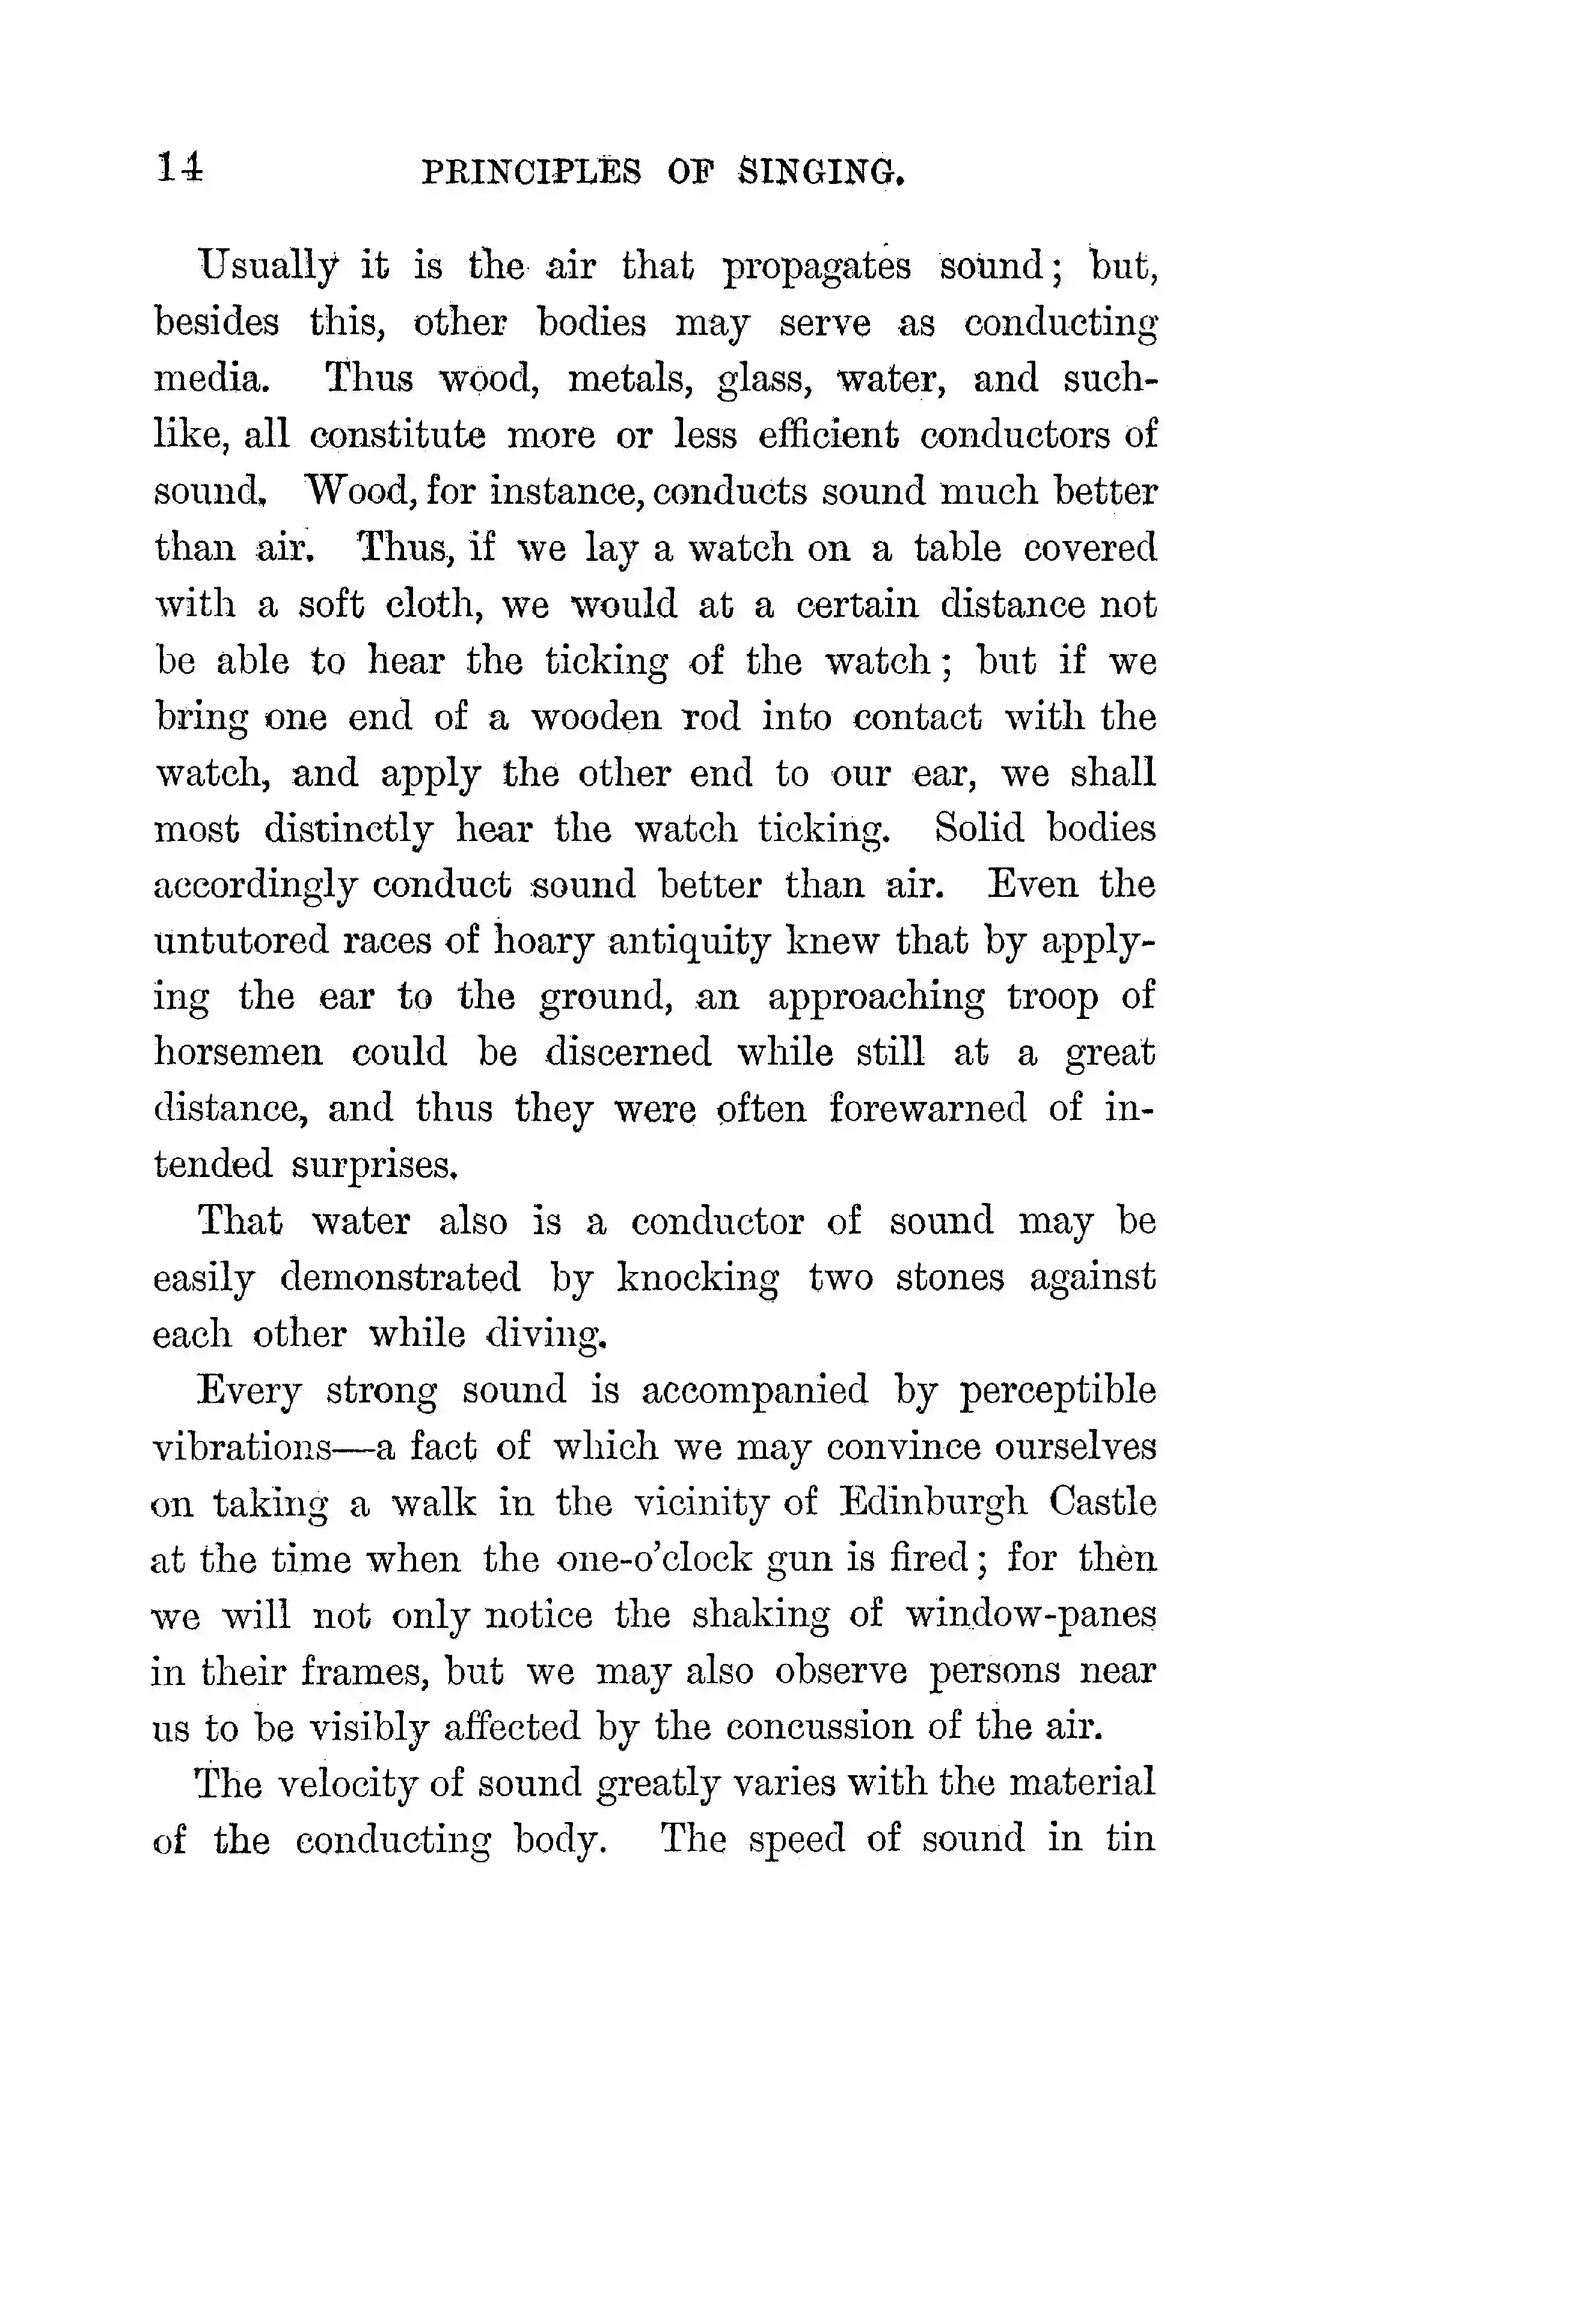 14 PRINCIPLES OF SINGING.
Usually it is the air that propagates sound; but,
besides this, other bodies may serve as conducting
media. Thus wood, metals, glass, water, and such-
like, all constitute more or less efficient conductors of
sound. Wood, for instance, conducts sound much better
than air. Thus, if we lay a watch on a table covered
with a soft cloth, we would at a certain distance not
be able to hear the ticking of the watch; but if we
bring one end of a wooden rod into contact with the
watch, and apply the other end to our ear, we shall
most distinctly hear the watch ticking. Solid bodies
accordingly conduct sound better than air. Even the
untutored races of hoary antiquity knew that by apply-
ing the ear to the ground, an approaching troop of
horsemen could be discerned while still at a great
distance, and thus they were often forewarned of in-
tended surprises.
That water also is a conductor of sound may be
easily demonstrated by knocking two stones against
each other while diving.
Every strong sound is accompanied by perceptible
vibrations—a fact of which we may convince ourselves
on taking a walk in the vicinity of Edinburgh Castle
at the time when the one-o'clock gun is fired; for then
we will not only notice the shaking of window-panes
in their frames, but we may also observe persons near
us to be visibly affected by the concussion of the air.
The velocity of sound greatly varies with the material
of the conducting body. The speed of sound in tin